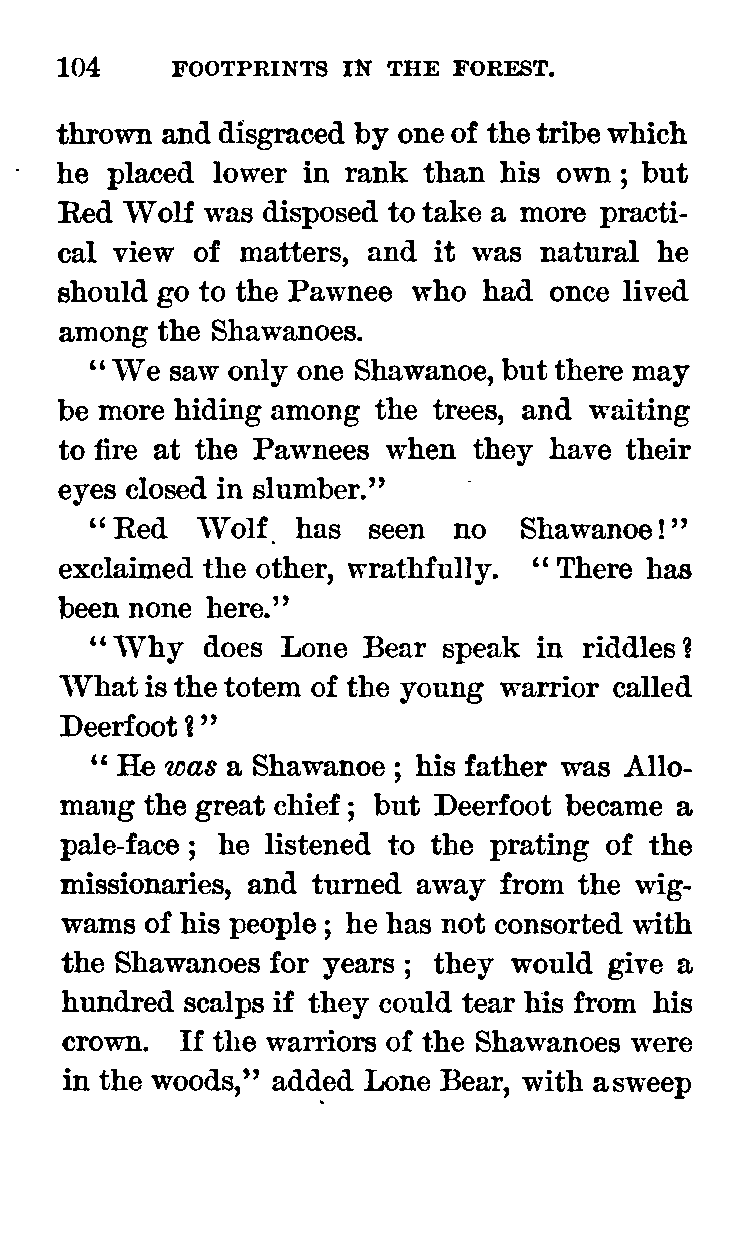 104 FOOTPRINTS IN THE FOREST.
thrown and disgraced by one of the tribe which
he placed lower in rank than his own ; but
Red Wolf was disposed to take a more practi-
cal view of matters, and it was natural he
should go to the Pawnee who had once lived
among the Shawanoes.
“ We saw only one Shawanoe, but there may
be more hiding among the trees, and waiting
to fire at the Pawnees when they have their
eyes closed in slumber.”
“ Red Wolf has seen no Shawanoe! ”
exclaimed the other, wrathfully. “ There has
been none here.”
“ Why does Lone Bear speak in riddles ?
What is the totem of the young warrior called
Deerfoot ? ”
“ He was a Shawanoe ; his father was Allo-
maug the great chief ; but Deerfoot became a
pale-face ; he listened to the prating of the
missionaries, and turned away from the wig-
wams of his people ; he has not consorted with
the Shawanoes for years ; they would give a
hundred scalps if they could tear his from his
crown. If the warriors of the Shawanoes were
in the woods,” added Lone Bear, with a sweep